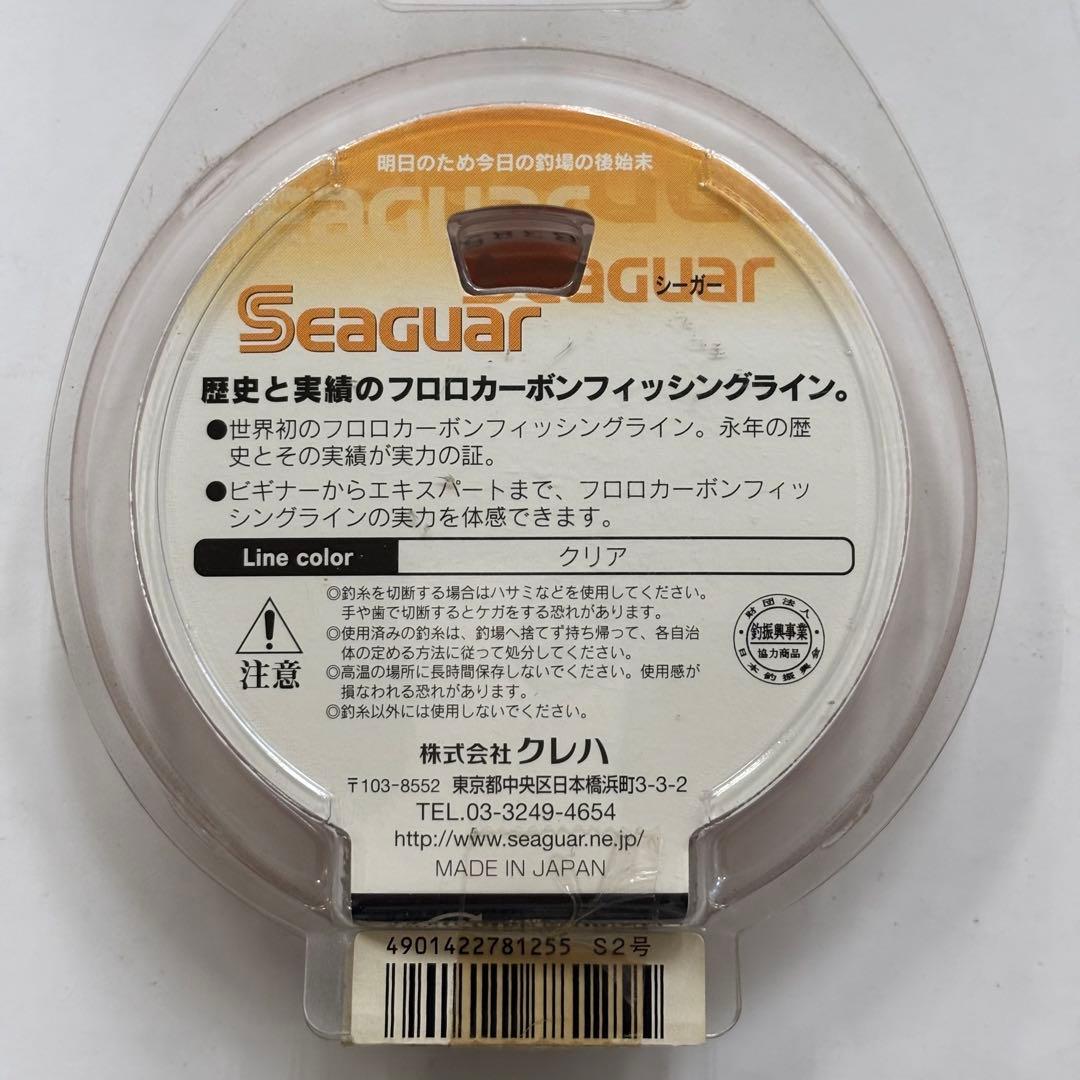 明日のため今日の釣場の後始末
Seaguar
Seaguar
シーガー
Seaguar
歴史と実績のフロロカーボンフィッシングライン。
●世界初のフロロカーボンフィッシングライン。永年の歴
史とその実績が実力の証。
●ビギナーからエキスパートまで、フロロカーボンフィッ
シングラインの実力を体感できます。
Line color クリア
◎釣糸を切断する場合はハサミなどを使用してください。
手や歯で切断するとケガをする恐れがあります。
◎使用済みの釣糸は、釣場へ捨てず持ち帰って、各自治
体の定める方法に従って処分してください。
◎高温の場所に長時間保存しないでください。使用感が
損なわれる恐れがあります。
◎釣糸以外には使用しないでください。
注意
財団法人
釣振興事業
協力商品
日本釣振興会
株式会社クレハ
〒103-8552 東京都中央区日本橋浜町3-3-2
TEL.03-3249-4654
http://www.seaguar.ne.jp/
MADE IN JAPAN
4901422781255 S2号